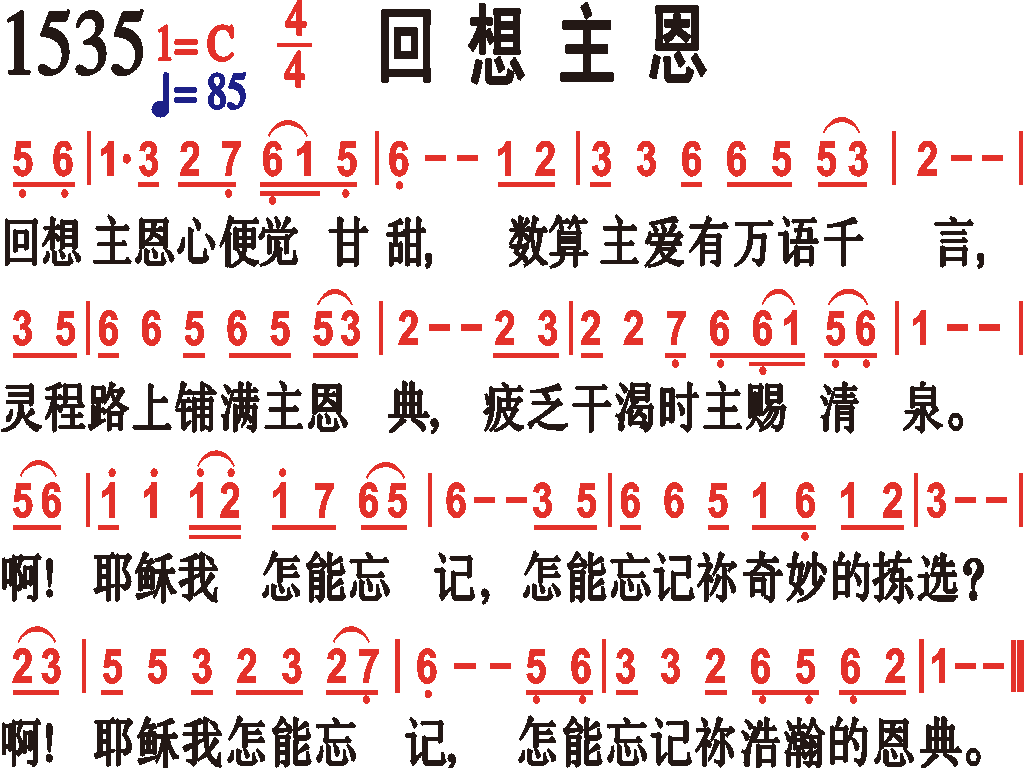 1535 1=C 4/4 回想主恩
♩=85
5 6 | 1· 3 2 7 6 1 5 | 6 - - 1 2 | 3 3 6 6 5 5 3 | 2 - - |
回想主恩心便觉 甘甜, 数算主爱有万语千 言,
3 5 | 6 6 5 6 5 5 3 | 2 - - 2 3 | 2 2 7 6 6 1 5 6 | 1 - - |
灵程路上铺满主恩 典, 疲乏干渴时主赐 清 泉。
5 6 | 1 1 1 2 1 7 6 5 | 6 - - 3 5 | 6 6 5 1 6 1 2 | 3 - - |
啊! 耶稣我 怎能忘 记, 怎能忘记祢奇妙的拣选?
2 3 | 5 5 3 2 3 2 7 | 6 - - 5 6 | 3 3 2 6 5 6 2 | 1 - - ‖
啊! 耶稣我怎能忘 记, 怎能忘记祢浩瀚的恩典。